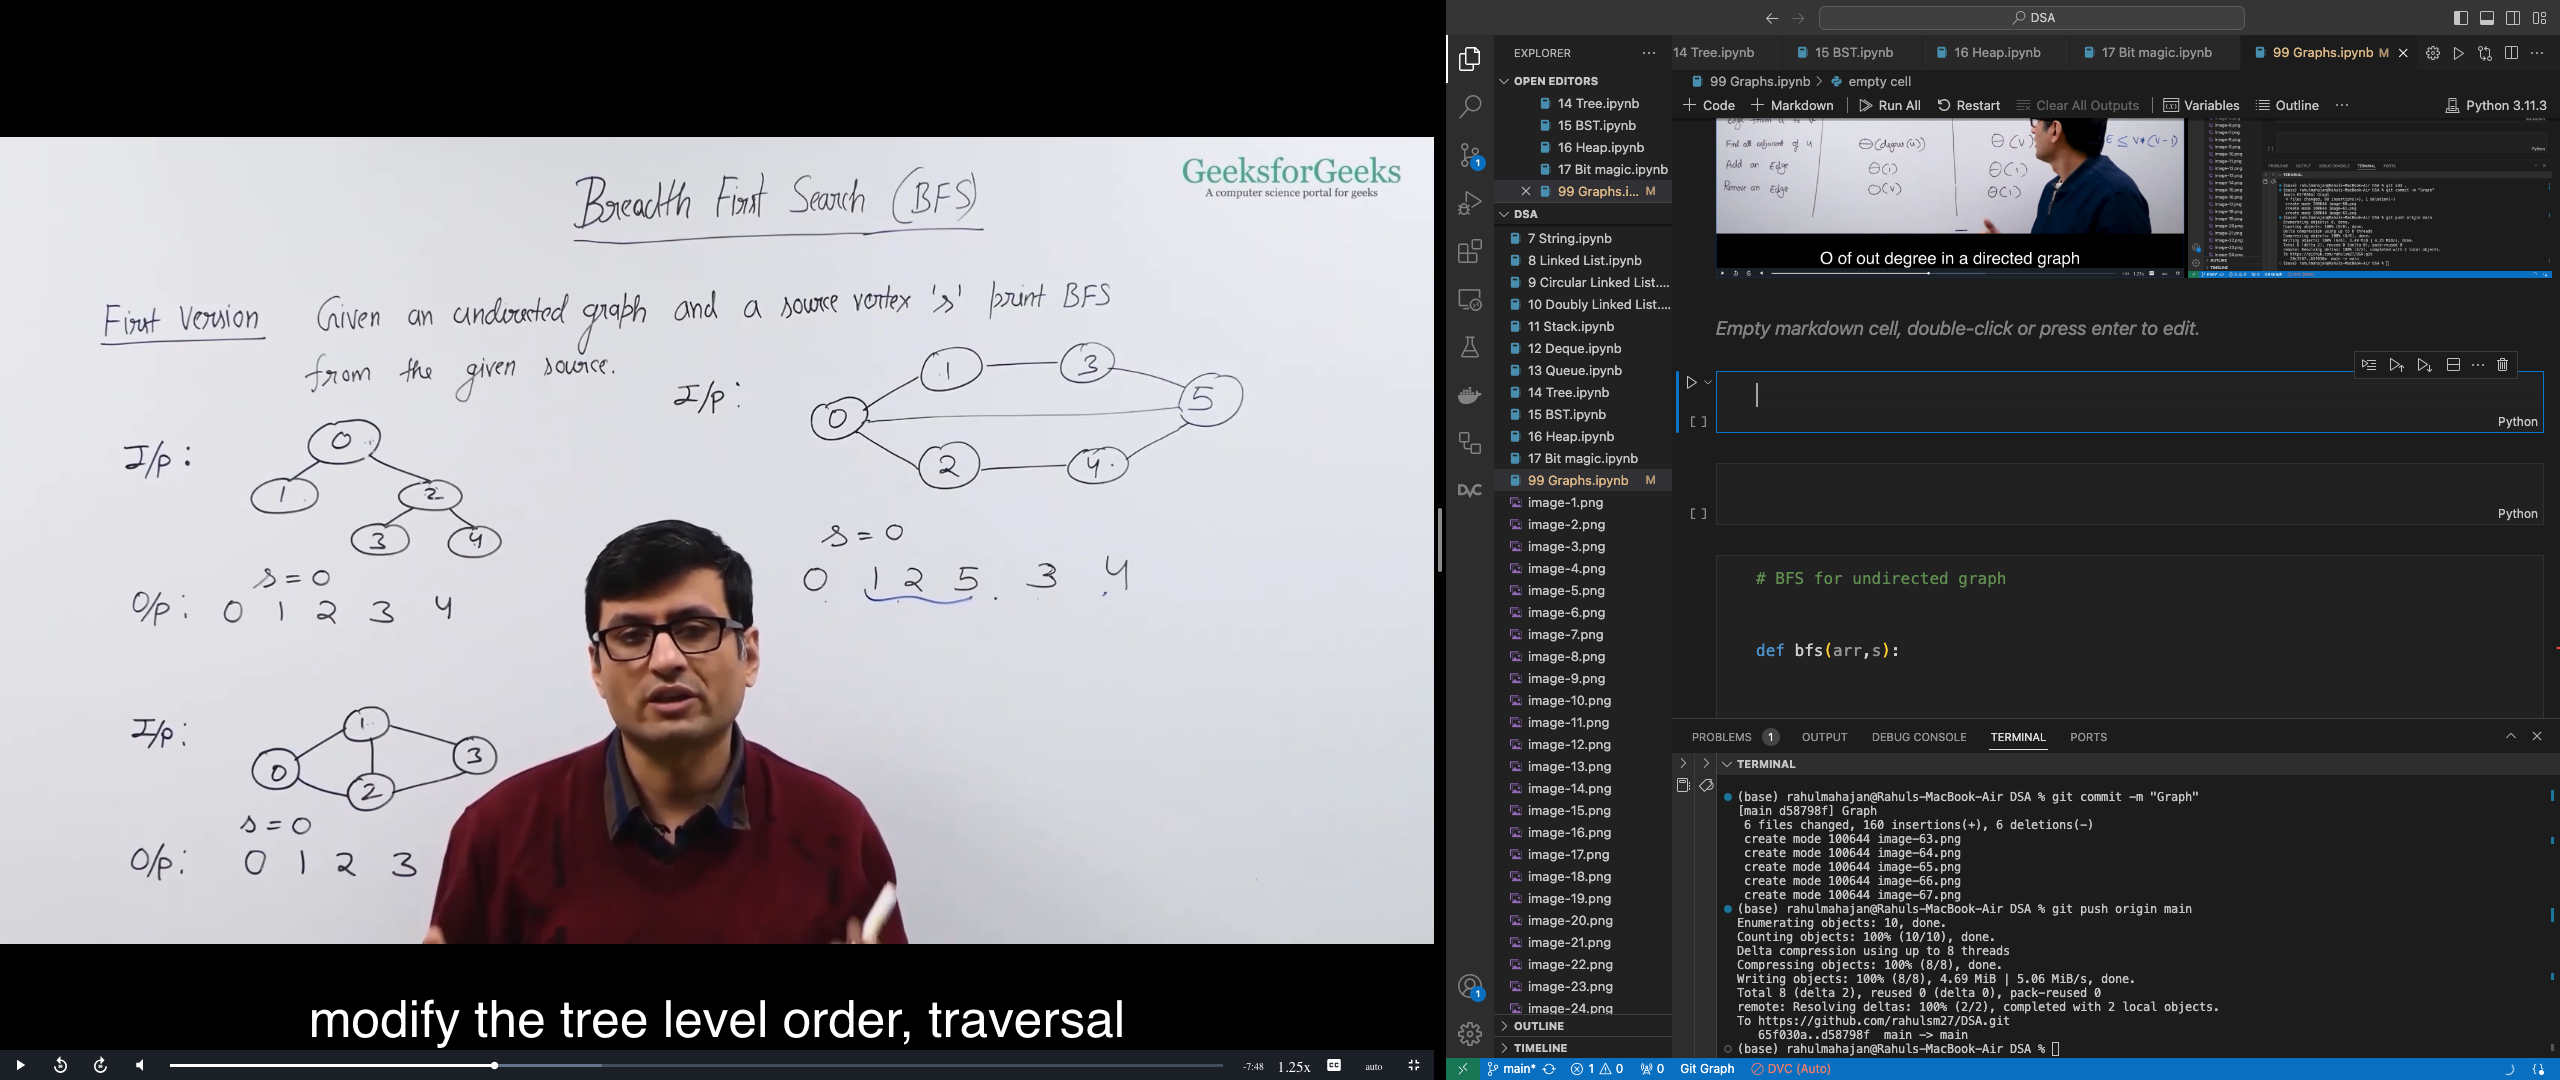 GeeksforGeeks
A computer science portal for geeks
Breadth First Search (BFS)
First Version Given an undirected graph and a source vertex 's' print BFS
from the given source.
I/p:
0
1
2
3
4
s = 0
O/p: 0 1 2 3 4
I/p:
0
1
3
5
2
4
s = 0
0 1 2 5 3 4
I/p:
0
1
2
3
s = 0
O/p: 0 1 2 3
modify the tree level order, traversal
-7:48
1.25x
CC
auto
DSA
EXPLORER
OPEN EDITORS
14 Tree.ipynb
15 BST.ipynb
16 Heap.ipynb
17 Bit magic.ipynb
99 Graphs.i... M
DSA
7 String.ipynb
8 Linked List.ipynb
9 Circular Linked List....
10 Doubly Linked List....
11 Stack.ipynb
12 Deque.ipynb
13 Queue.ipynb
14 Tree.ipynb
15 BST.ipynb
16 Heap.ipynb
17 Bit magic.ipynb
99 Graphs.ipynb M
image-1.png
image-2.png
image-3.png
image-4.png
image-5.png
image-6.png
image-7.png
image-8.png
image-9.png
image-10.png
image-11.png
image-12.png
image-13.png
image-14.png
image-15.png
image-16.png
image-17.png
image-18.png
image-19.png
image-20.png
image-21.png
image-22.png
image-23.png
image-24.png
OUTLINE
TIMELINE
14 Tree.ipynb 15 BST.ipynb 16 Heap.ipynb 17 Bit magic.ipynb 99 Graphs.ipynb M
99 Graphs.ipynb > empty cell
Code Markdown Run All Restart Clear All Outputs Variables Outline ... Python 3.11.3
Find all adjacent of u Θ(degree(u)) Θ(V) E ≤ V*(V-1)
Add an Edge Θ(1) Θ(1)
Remove an Edge O(V) Θ(1)
O of out degree in a directed graph
Empty markdown cell, double-click or press enter to edit.
[ ] Python
[ ] Python
# BFS for undirected graph
def bfs(arr,s):
PROBLEMS 1 OUTPUT DEBUG CONSOLE TERMINAL PORTS
TERMINAL
(base) rahulmahajan@Rahuls-MacBook-Air DSA % git commit -m "Graph"
[main d58798f] Graph
6 files changed, 160 insertions(+), 6 deletions(-)
create mode 100644 image-63.png
create mode 100644 image-64.png
create mode 100644 image-65.png
create mode 100644 image-66.png
create mode 100644 image-67.png
(base) rahulmahajan@Rahuls-MacBook-Air DSA % git push origin main
Enumerating objects: 10, done.
Counting objects: 100% (10/10), done.
Delta compression using up to 8 threads
Compressing objects: 100% (8/8), done.
Writing objects: 100% (8/8), 4.69 MiB | 5.06 MiB/s, done.
Total 8 (delta 2), reused 0 (delta 0), pack-reused 0
remote: Resolving deltas: 100% (2/2), completed with 2 local objects.
To https://github.com/rahulsm27/DSA.git
65f030a..d58798f main -> main
(base) rahulmahajan@Rahuls-MacBook-Air DSA %
1
1
DVC
main* 1 0 0 Git Graph DVC (Auto)